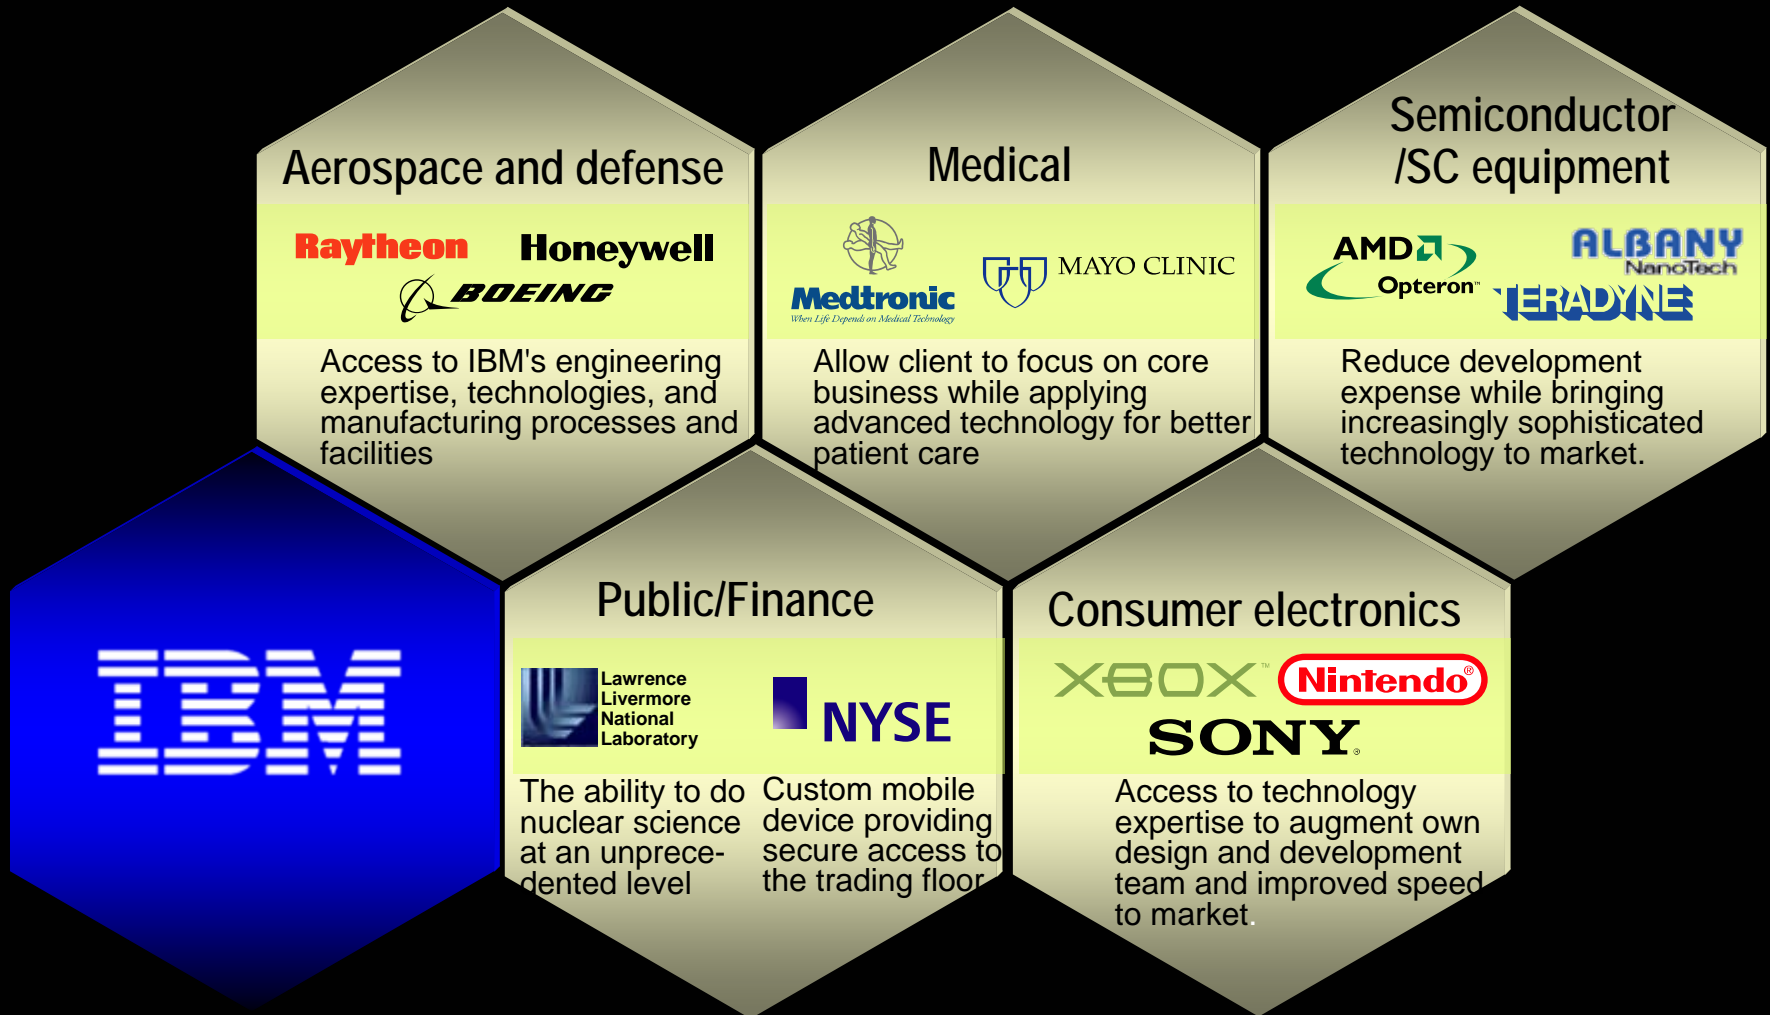 Aerospace and defense
Raytheon
Honeywell
BOEING
Access to IBM's engineering
expertise, technologies, and
manufacturing processes and
facilities
Medical
Medtronic
When Life Depends on Medical Technology
MAYO CLINIC
Allow client to focus on core
business while applying
advanced technology for better
patient care
Semiconductor
/SC equipment
AMD
Opteron™
ALBANY
NanoTech
TERADYNE
Reduce development
expense while bringing
increasingly sophisticated
technology to market.
IBM
Public/Finance
Lawrence
Livermore
National
Laboratory
NYSE
The ability to do
nuclear science
at an unprece-
dented level
Custom mobile
device providing
secure access to
the trading floor.
Consumer electronics
XBOX™
Nintendo®
SONY®
Access to technology
expertise to augment own
design and development
team and improved speed
to market.